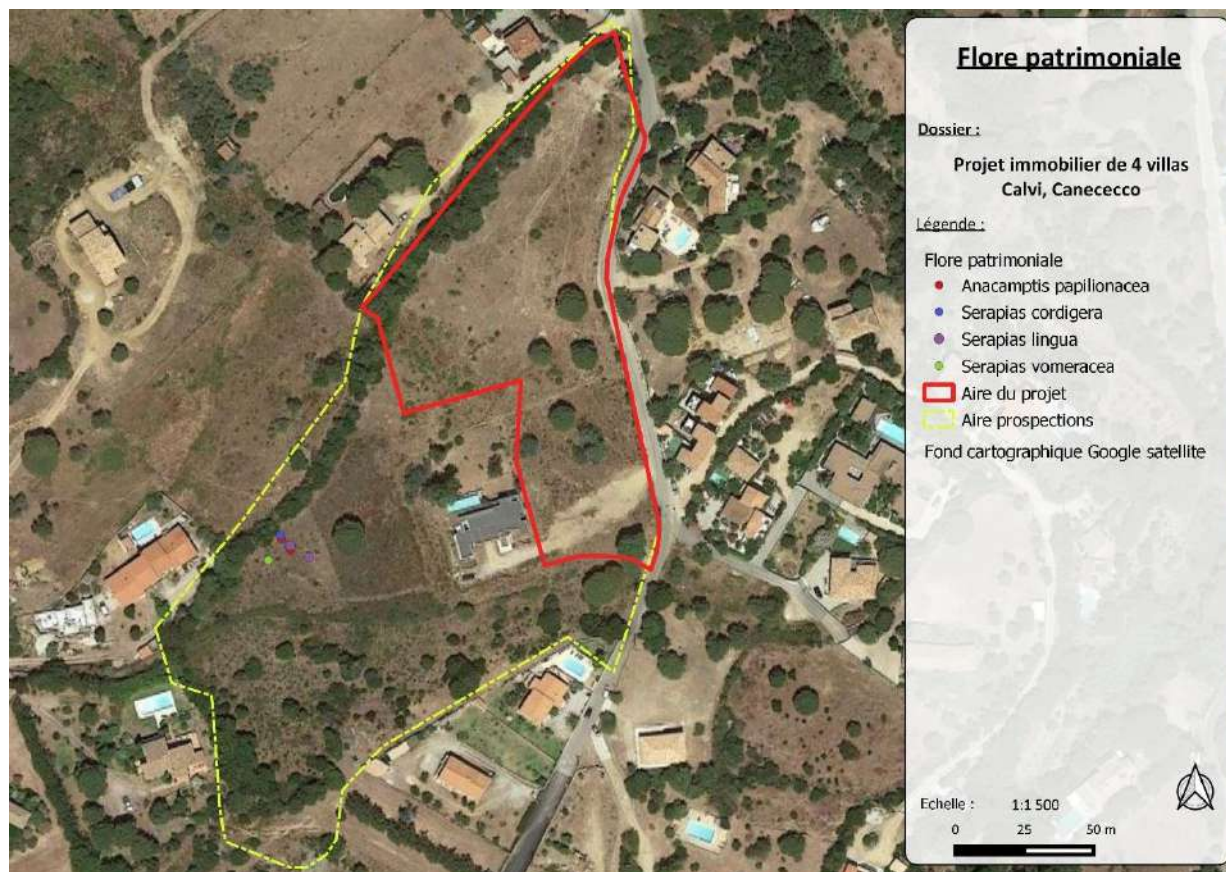 Flore patrimoniale
Dossier :
Projet immobilier de 4 villas
Calvi, Canececco
Légende :
Flore patrimoniale
Anacamptis papilionacea
Serapias cordigera
Serapias lingua
Serapias vomeracea
Aire du projet
Aire prospections
Fond cartographique Google satellite
Echelle : 1:1 500
0 25 50 m